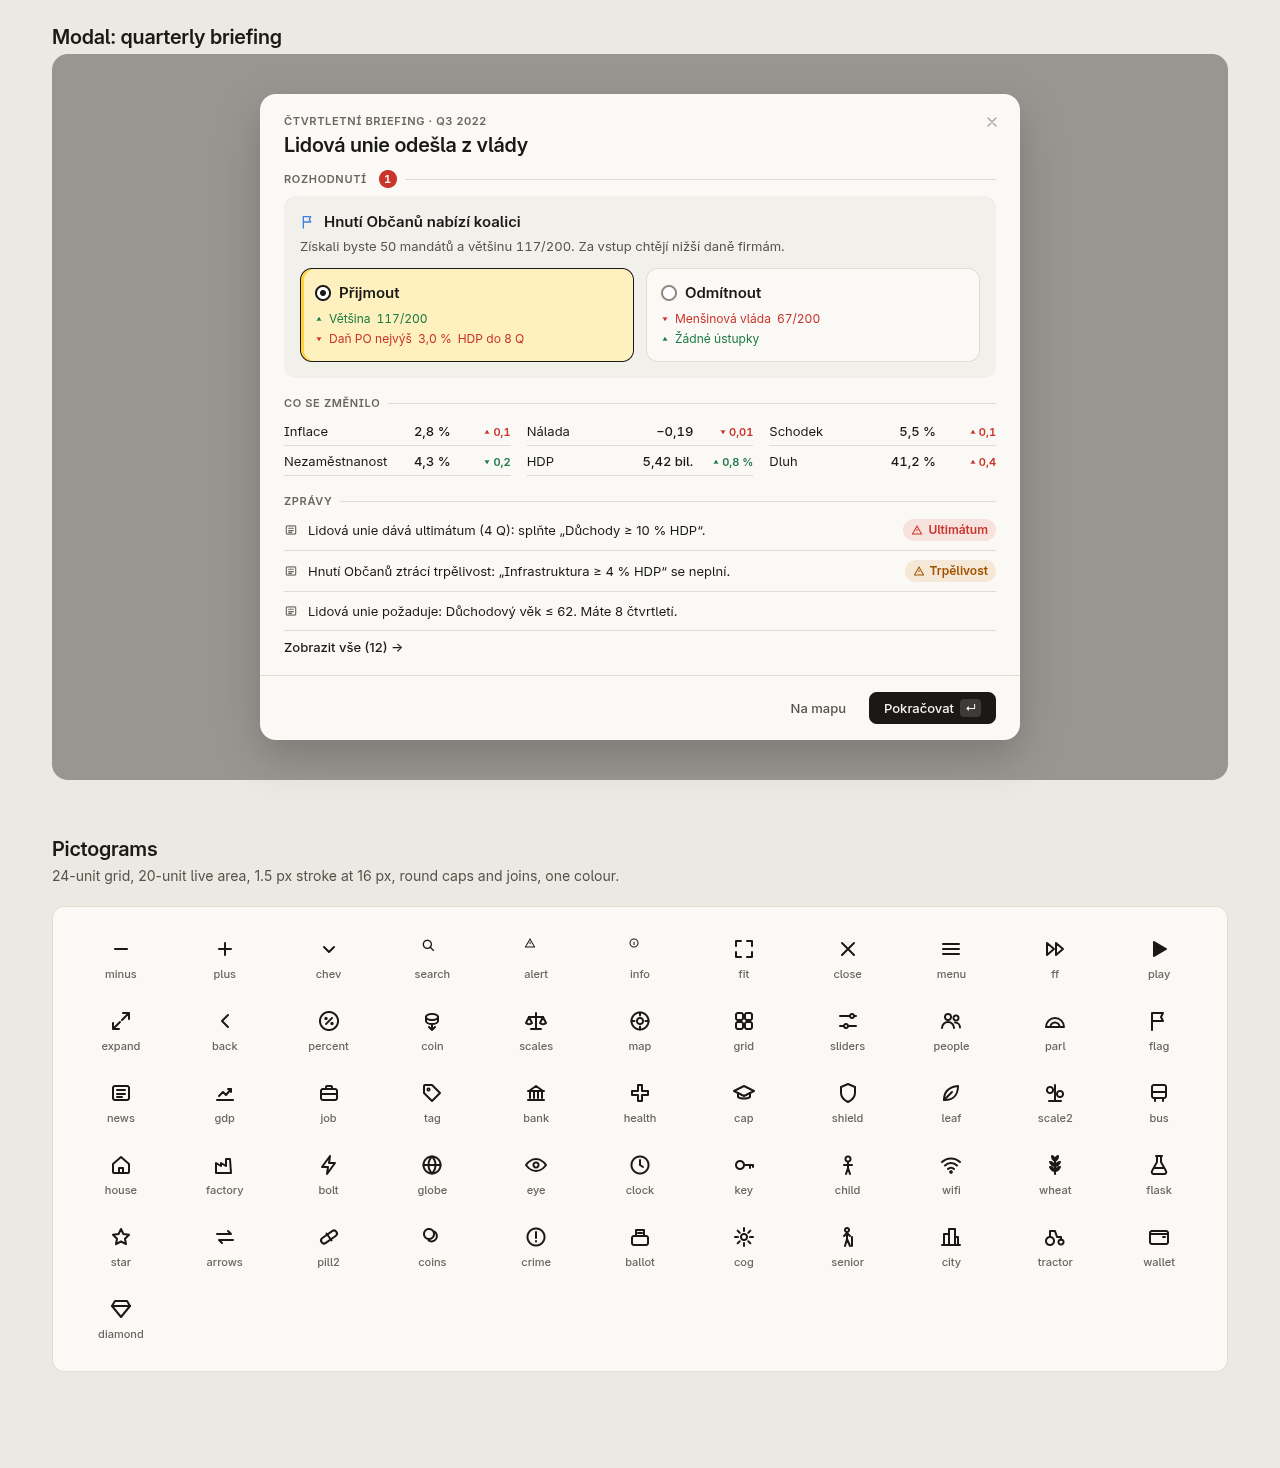 Modal: quarterly briefing
ČTVRTLETNÍ BRIEFING · Q3 2022
Lidová unie odešla z vlády
ROZHODNUTÍ 1
Hnutí Občanů nabízí koalici
Získali byste 50 mandátů a většinu 117/200. Za vstup chtějí nižší daně firmám.
Přijmout
Většina 117/200
Daň PO nejvýš 3,0 % HDP do 8 Q
Odmítnout
Menšinová vláda 67/200
Žádné ústupky
CO SE ZMĚNILO
Inflace 2,8 % ▲ 0,1 Nálada −0,19 ▼ 0,01 Schodek 5,5 % ▲ 0,1
Nezaměstnanost 4,3 % ▼ 0,2 HDP 5,42 bil. ▲ 0,8 % Dluh 41,2 % ▲ 0,4
ZPRÁVY
Lidová unie dává ultimátum (4 Q): splňte „Důchody ≥ 10 % HDP“. Ultimátum
Hnutí Občanů ztrácí trpělivost: „Infrastruktura ≥ 4 % HDP“ se neplní. Trpělivost
Lidová unie požaduje: Důchodový věk ≤ 62. Máte 8 čtvrtletí.
Zobrazit vše (12) →
Na mapu Pokračovat ↵
Pictograms
24-unit grid, 20-unit live area, 1.5 px stroke at 16 px, round caps and joins, one colour.
minus plus chev search alert info fit close menu ff play
expand back percent coin scales map grid sliders people parl flag
news gdp job tag bank health cap shield leaf scale2 bus
house factory bolt globe eye clock key child wifi wheat flask
star arrows pill2 coins crime ballot cog senior city tractor wallet
diamond